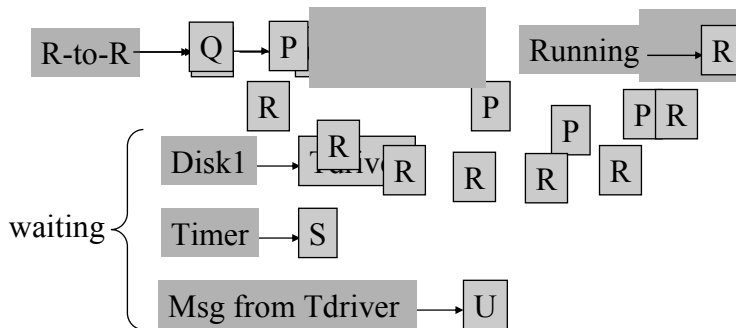 R-to-R Q P Running R
R P P R
P
R
Disk1 R R R R
waiting
Timer S
Msg from Tdriver U